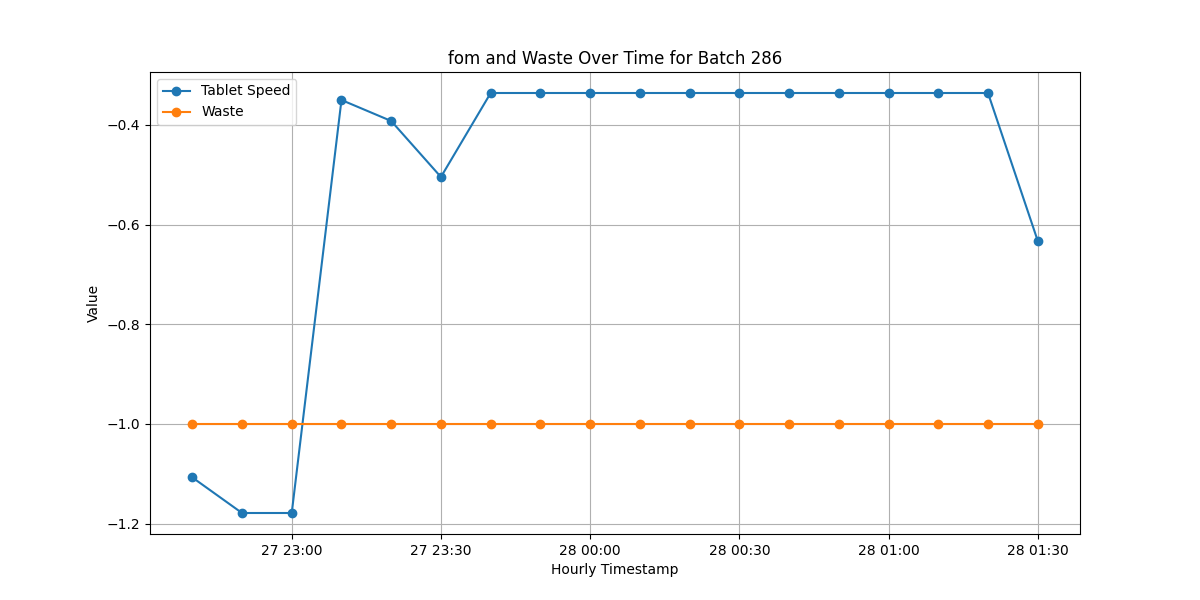 fom and Waste Over Time for Batch 286
Tablet Speed
Waste
−0.4
−0.6
−0.8
−1.0
−1.2
Value
27 23:00 27 23:30 28 00:00 28 00:30 28 01:00 28 01:30
Hourly Timestamp